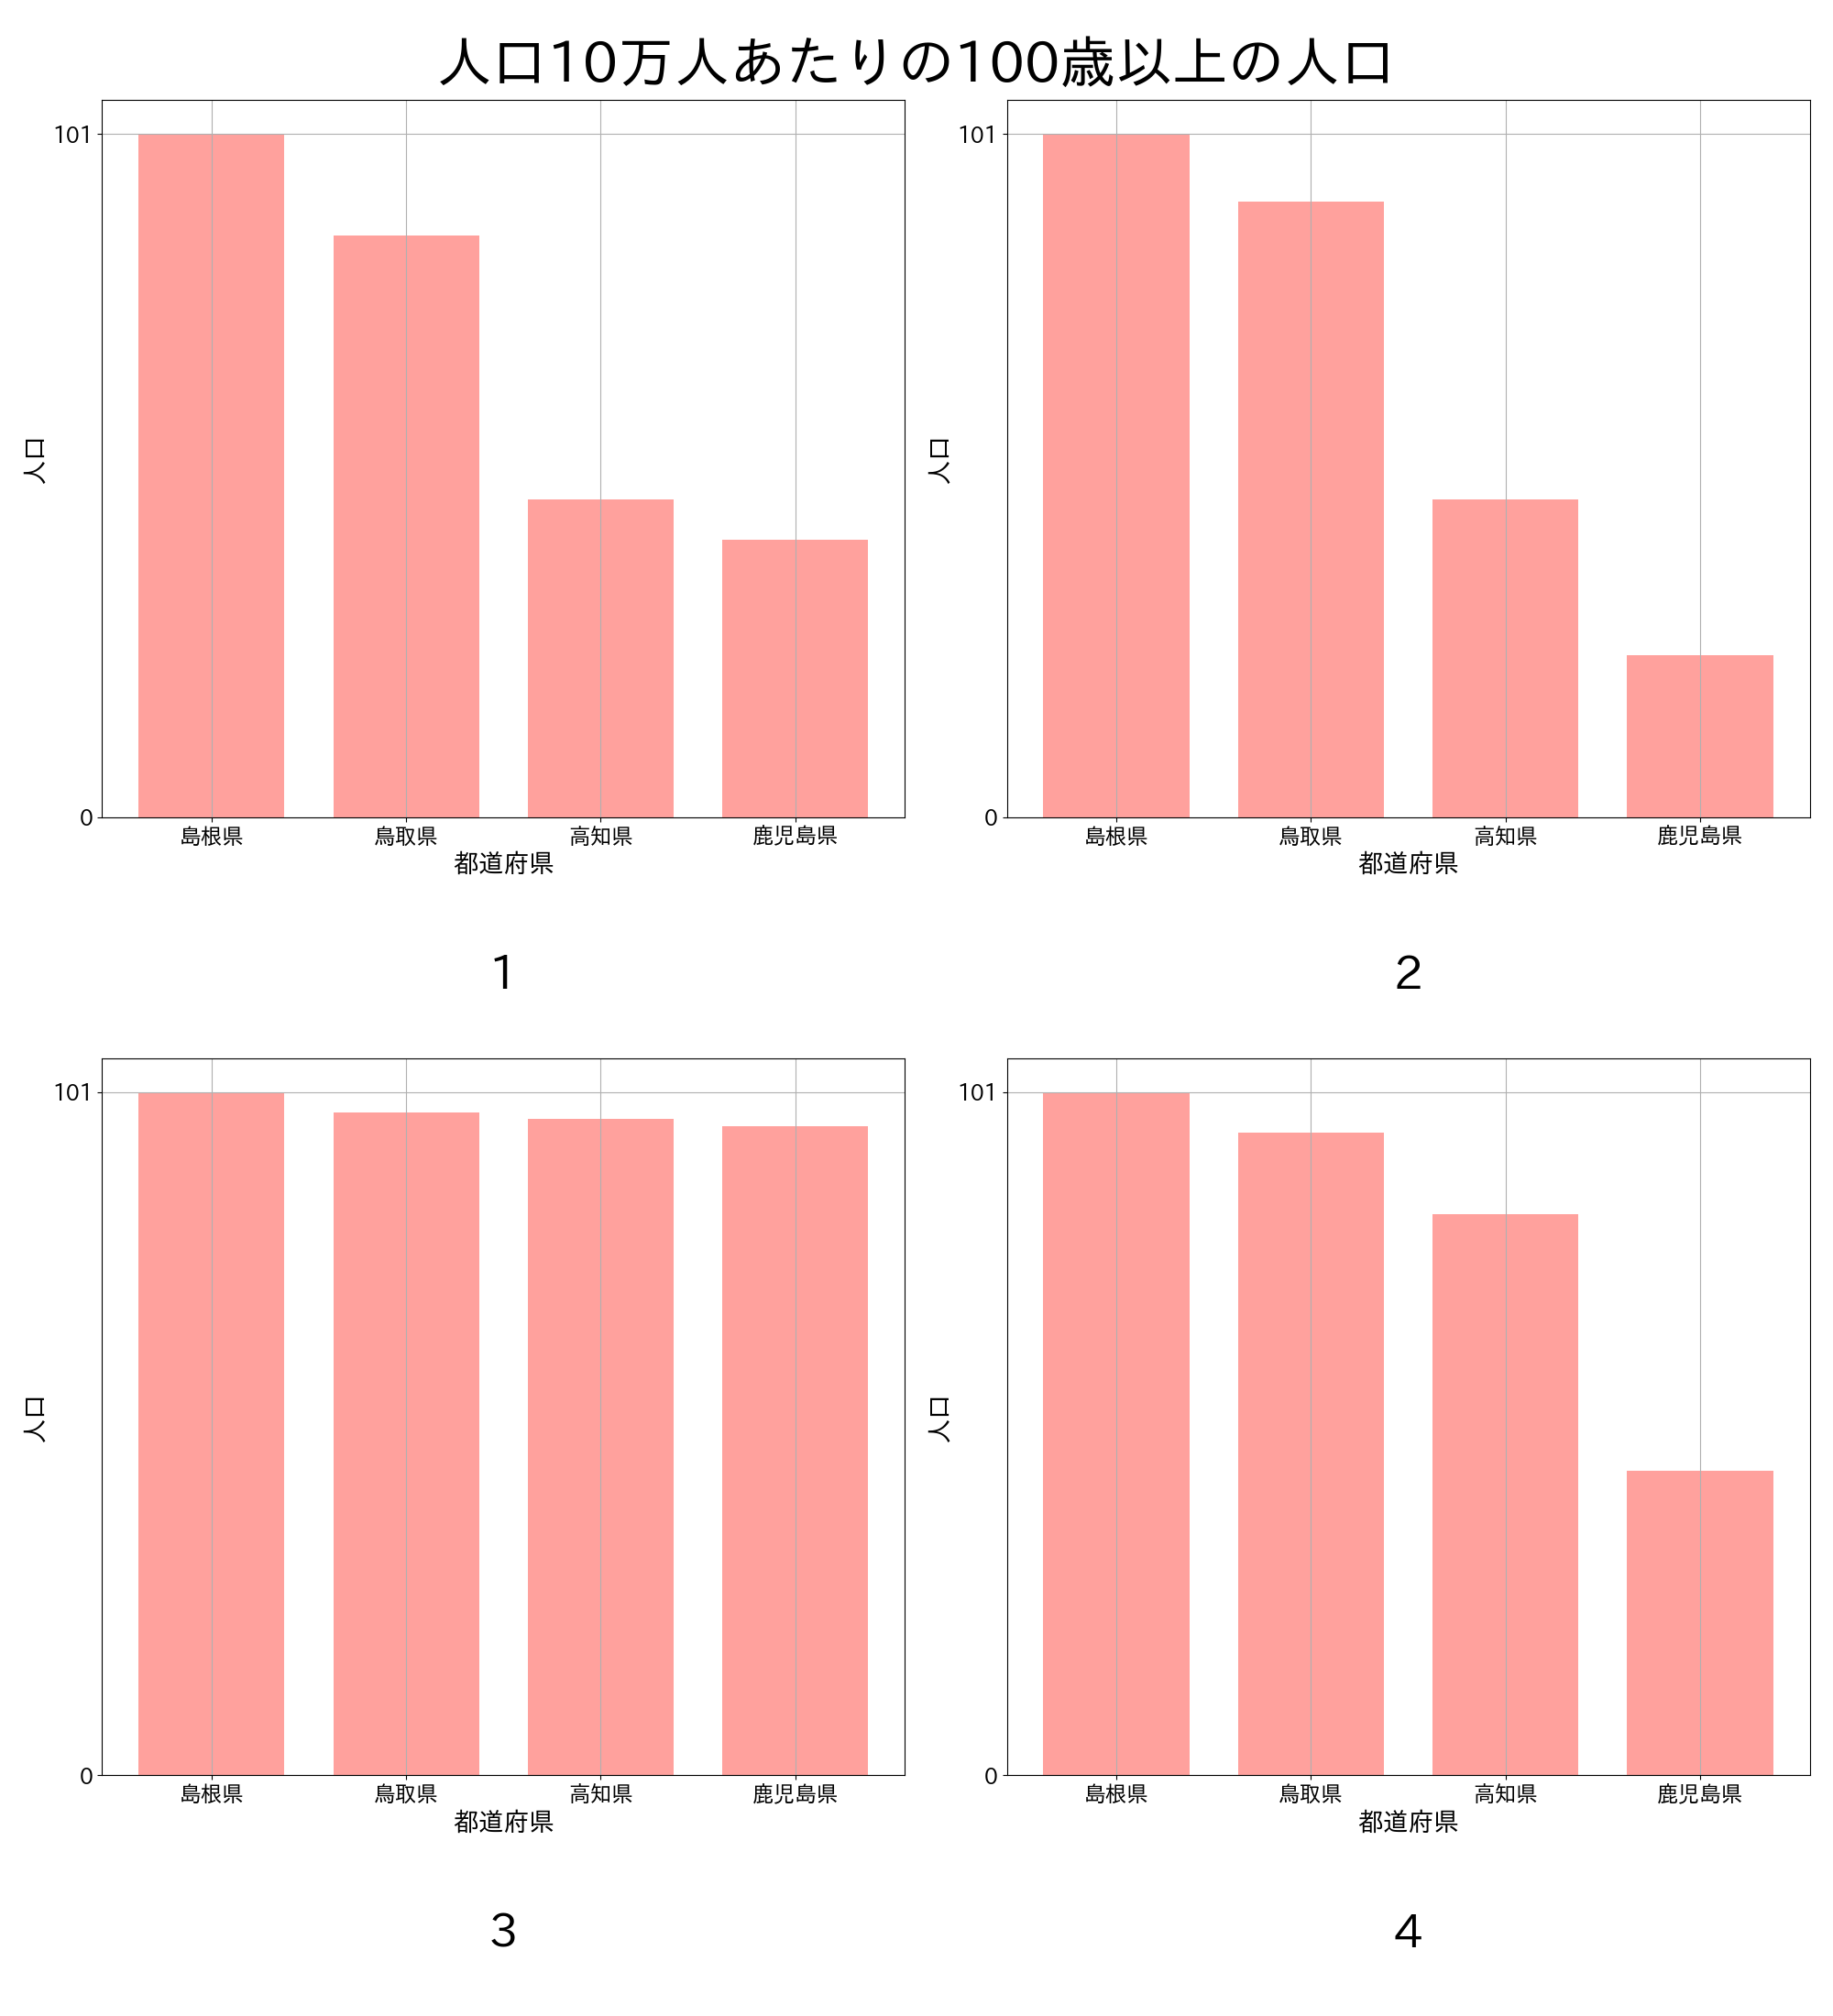 人口10万人あたりの100歳以上の人口
101
人口
0
島根県 鳥取県 高知県 鹿児島県
都道府県
1
101
人口
0
島根県 鳥取県 高知県 鹿児島県
都道府県
2
101
人口
0
島根県 鳥取県 高知県 鹿児島県
都道府県
3
101
人口
0
島根県 鳥取県 高知県 鹿児島県
都道府県
4